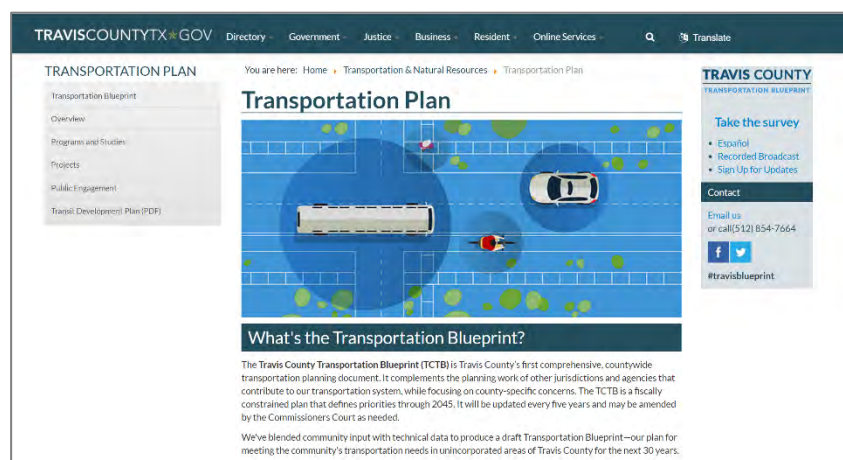 TRAVISCOUNTYTX★GOV Directory Government Justice Business Resident Online Services Translate
TRANSPORTATION PLAN
Transportation Blueprint
Overview
Programs and Studies
Projects
Public Engagement
Transit Development Plan (PDF)
You are here: Home Transportation & Natural Resources Transportation Plan
Transportation Plan
What's the Transportation Blueprint?
The Travis County Transportation Blueprint (TCTB) is Travis County's first comprehensive, countywide
transportation planning document. It complements the planning work of other jurisdictions and agencies that
contribute to our transportation system, while focusing on county-specific concerns. The TCTB is a fiscally
constrained plan that defines priorities through 2045. It will be updated every five years and may be amended
by the Commissioners Court as needed.
We've blended community input with technical data to produce a draft Transportation Blueprint—our plan for
meeting the community's transportation needs in unincorporated areas of Travis County for the next 30 years.
TRAVIS COUNTY
TRANSPORTATION BLUEPRINT
Take the survey
• Español
• Recorded Broadcast
• Sign Up for Updates
Contact
Email us
or call(512) 854-7664
#travisblueprint